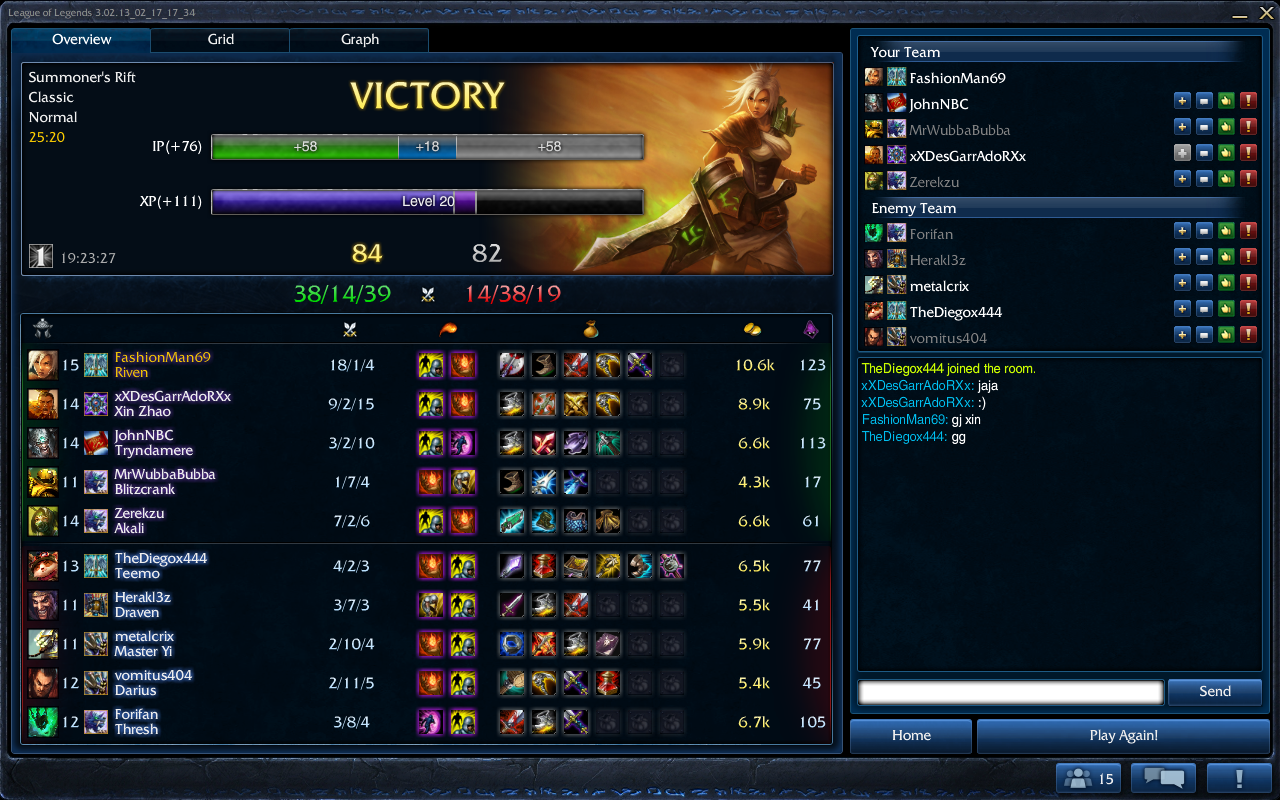 League of Legends 3.02.13_02_17_17_34
Overview Grid Graph
Summoner's Rift
Classic
Normal
25:20
VICTORY
IP(+76) +58 +18 +58
XP(+111) Level 20
1 19:23:27
84 82
38/14/39 14/38/19
15 FashionMan69 Riven 18/1/4 10.6k 123
14 xXDesGarrAdoRXx Xin Zhao 9/2/15 8.9k 75
14 JohnNBC Tryndamere 3/2/10 6.6k 113
11 MrWubbaBubba Blitzcrank 1/7/4 4.3k 17
14 Zerekzu Akali 7/2/6 6.6k 61
13 TheDiegox444 Teemo 4/2/3 6.5k 77
11 Herakl3z Draven 3/7/3 5.5k 41
11 metalcrix Master Yi 2/10/4 5.9k 77
12 vomitus404 Darius 2/11/5 5.4k 45
12 Forifan Thresh 3/8/4 6.7k 105
Your Team
FashionMan69
JohnNBC
MrWubbaBubba
xXDesGarrAdoRXx
Zerekzu
Enemy Team
Forifan
Herakl3z
metalcrix
TheDiegox444
vomitus404
TheDiegox444 joined the room.
xXDesGarrAdoRXx: jaja
xXDesGarrAdoRXx: :)
FashionMan69: gj xin
TheDiegox444: gg
Send
Home Play Again!
15